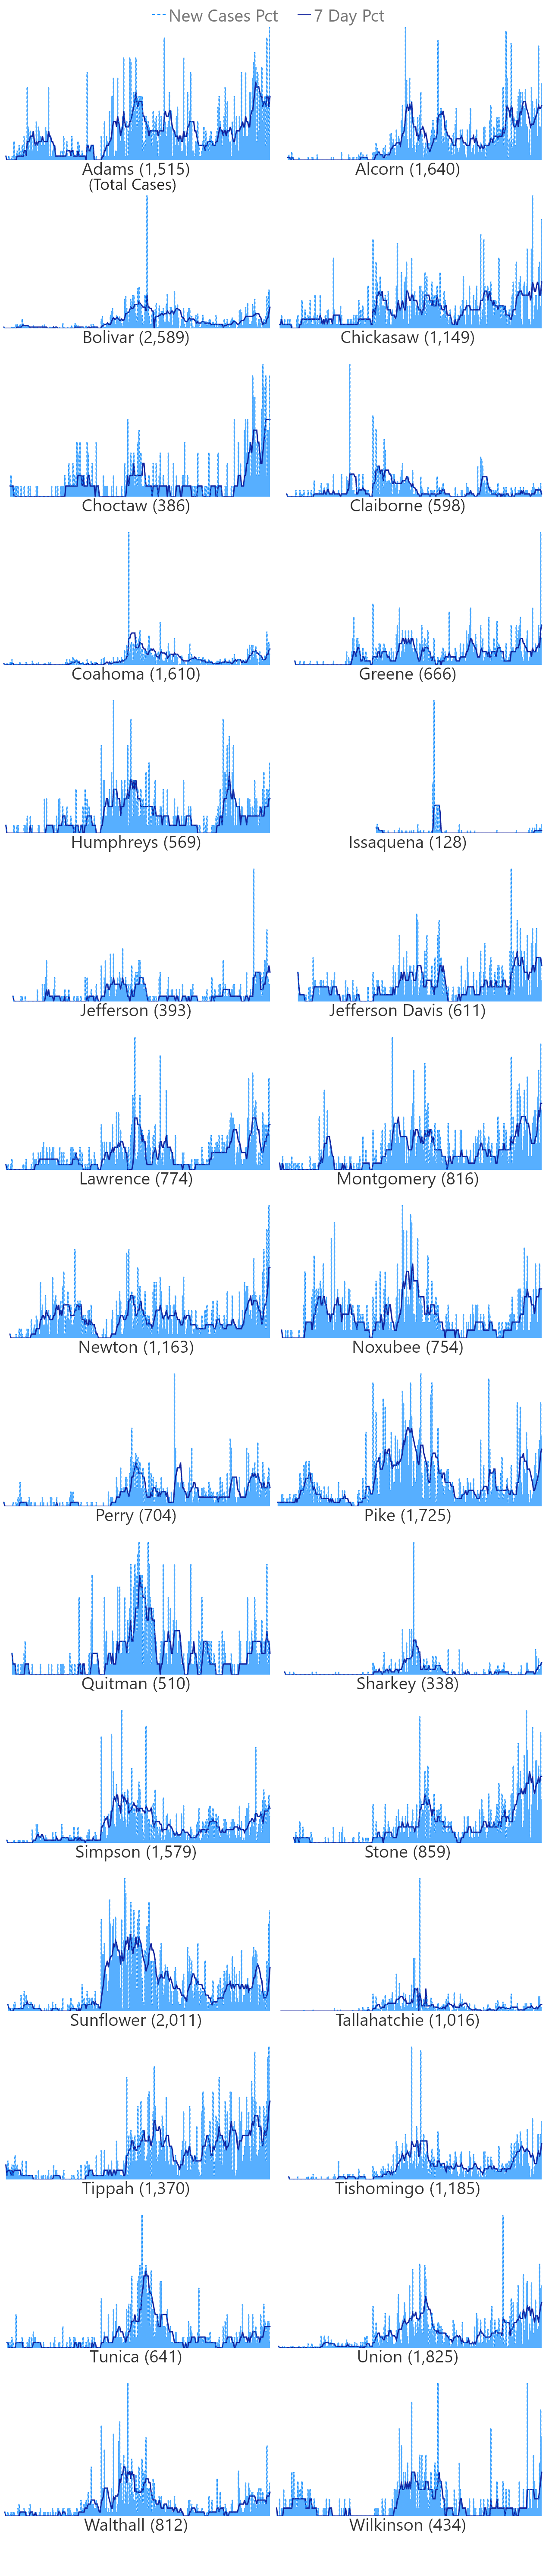 New Cases Pct 7 Day Pct
Adams (1,515) Alcorn (1,640)
(Total Cases)
Bolivar (2,589) Chickasaw (1,149)
Choctaw (386) Claiborne (598)
Coahoma (1,610) Greene (666)
Humphreys (569) Issaquena (128)
Jefferson (393) Jefferson Davis (611)
Lawrence (774) Montgomery (816)
Newton (1,163) Noxubee (754)
Perry (704) Pike (1,725)
Quitman (510) Sharkey (338)
Simpson (1,579) Stone (859)
Sunflower (2,011) Tallahatchie (1,016)
Tippah (1,370) Tishomingo (1,185)
Tunica (641) Union (1,825)
Walthall (812) Wilkinson (434)